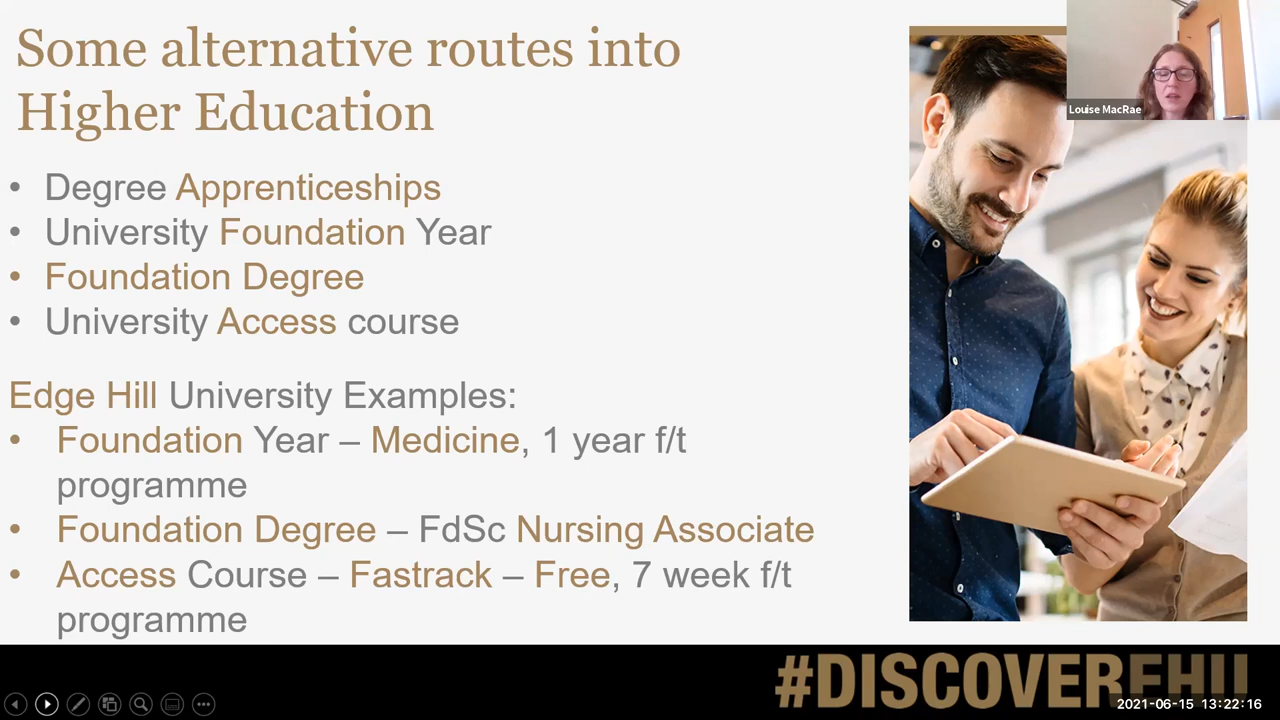 Some alternative routes into
Higher Education
Louise MacRae
• Degree Apprenticeships
• University Foundation Year
• Foundation Degree
• University Access course
Edge Hill University Examples:
• Foundation Year – Medicine, 1 year f/t
programme
• Foundation Degree – FdSc Nursing Associate
• Access Course – Fastrack – Free, 7 week f/t
programme
#DISCOVEREHU
2021-06-15 13:22:16